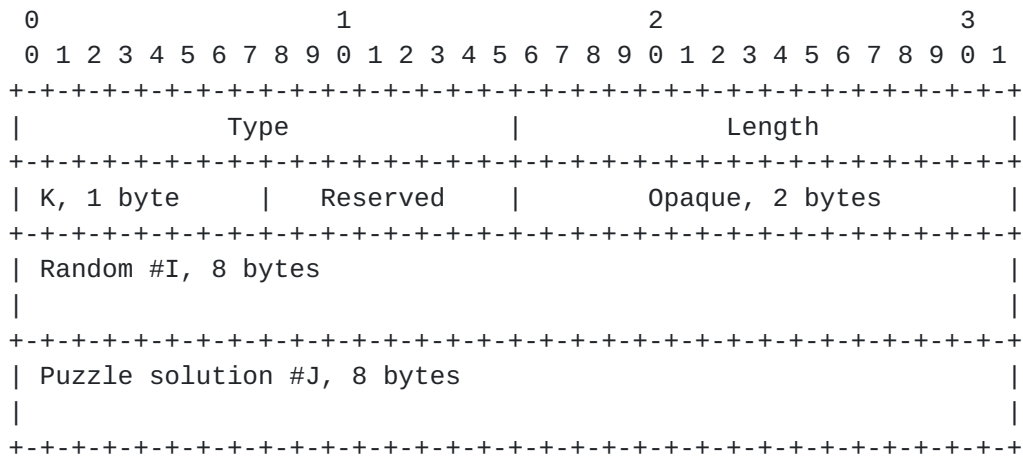 0                   1                   2                   3
0 1 2 3 4 5 6 7 8 9 0 1 2 3 4 5 6 7 8 9 0 1 2 3 4 5 6 7 8 9 0 1
+-+-+-+-+-+-+-+-+-+-+-+-+-+-+-+-+-+-+-+-+-+-+-+-+-+-+-+-+-+-+-+-+
|             Type              |             Length            |
+-+-+-+-+-+-+-+-+-+-+-+-+-+-+-+-+-+-+-+-+-+-+-+-+-+-+-+-+-+-+-+-+
| K, 1 byte     |   Reserved    |        Opaque, 2 bytes        |
+-+-+-+-+-+-+-+-+-+-+-+-+-+-+-+-+-+-+-+-+-+-+-+-+-+-+-+-+-+-+-+-+
| Random #I, 8 bytes                                            |
|                                                               |
+-+-+-+-+-+-+-+-+-+-+-+-+-+-+-+-+-+-+-+-+-+-+-+-+-+-+-+-+-+-+-+-+
| Puzzle solution #J, 8 bytes                                   |
|                                                               |
+-+-+-+-+-+-+-+-+-+-+-+-+-+-+-+-+-+-+-+-+-+-+-+-+-+-+-+-+-+-+-+-+